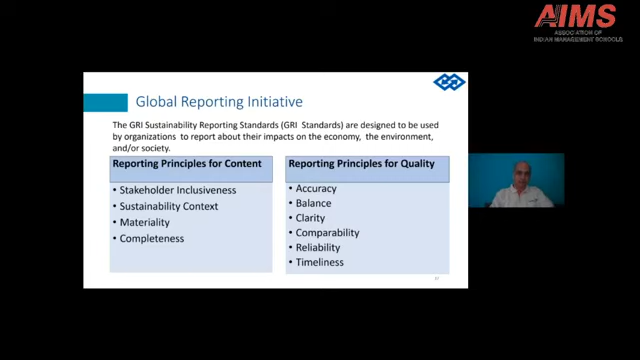 AIMS
ASSOCIATION OF
INDIAN MANAGEMENT SCHOOLS
Global Reporting Initiative
The GRI Sustainability Reporting Standards (GRI Standards) are designed to be used
by organizations to report about their impacts on the economy, the environment,
and/or society.
Reporting Principles for Content
• Stakeholder Inclusiveness
• Sustainability Context
• Materiality
• Completeness
Reporting Principles for Quality
• Accuracy
• Balance
• Clarity
• Comparability
• Reliability
• Timeliness